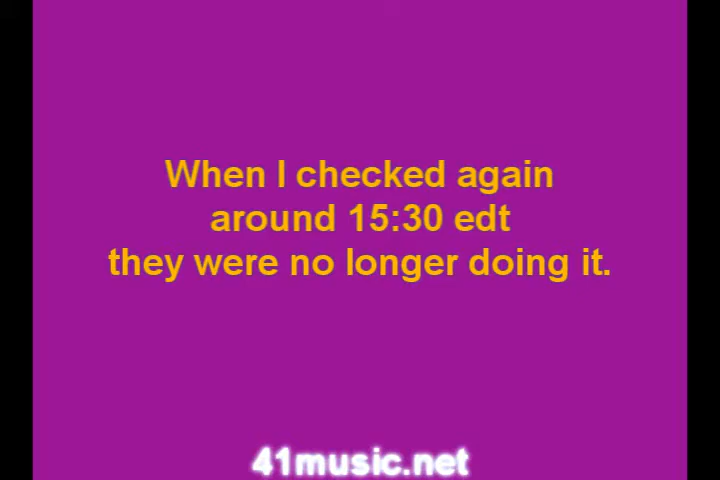 When I checked again
around 15:30 edt
they were no longer doing it.
41music.net